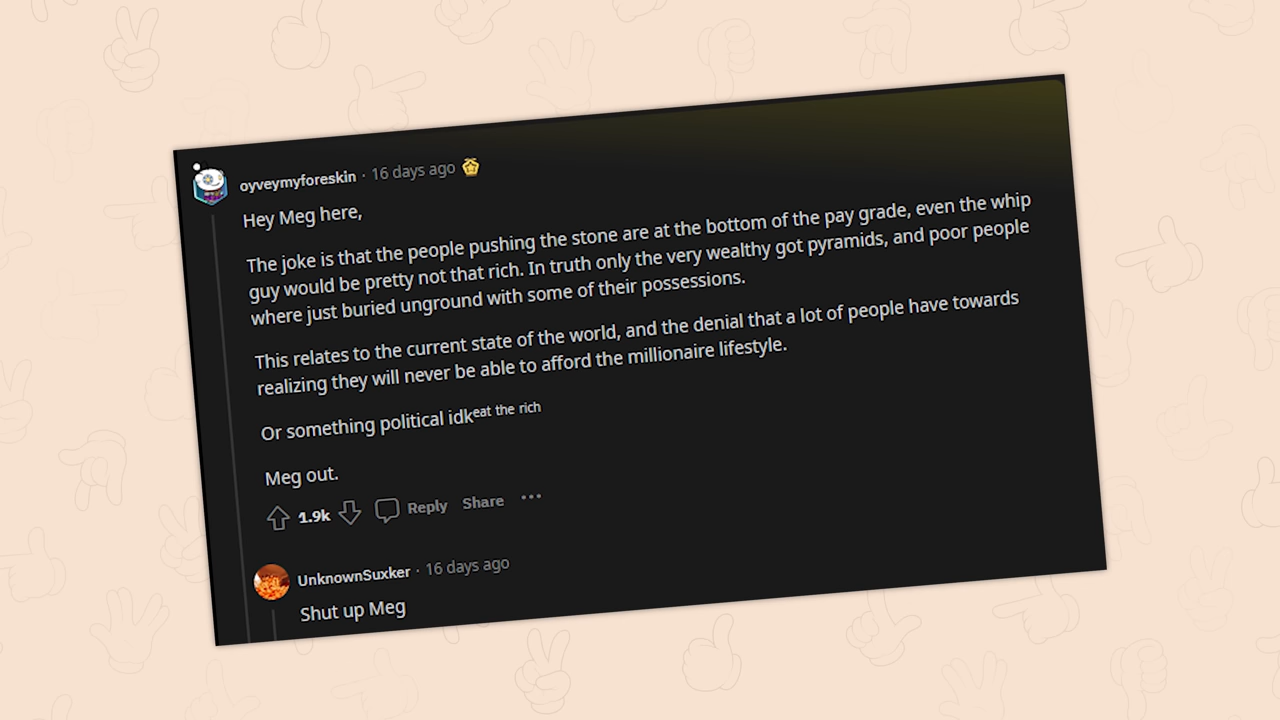 oyveymyforeskin · 16 days ago
Hey Meg here,
The joke is that the people pushing the stone are at the bottom of the pay grade, even the whip
guy would be pretty not that rich. In truth only the very wealthy got pyramids, and poor people
where just buried unground with some of their possessions.
This relates to the current state of the world, and the denial that a lot of people have towards
realizing they will never be able to afford the millionaire lifestyle.
Or something political idkeat the rich
Meg out.
1.9k Reply Share ···
UnknownSuxker · 16 days ago
Shut up Meg